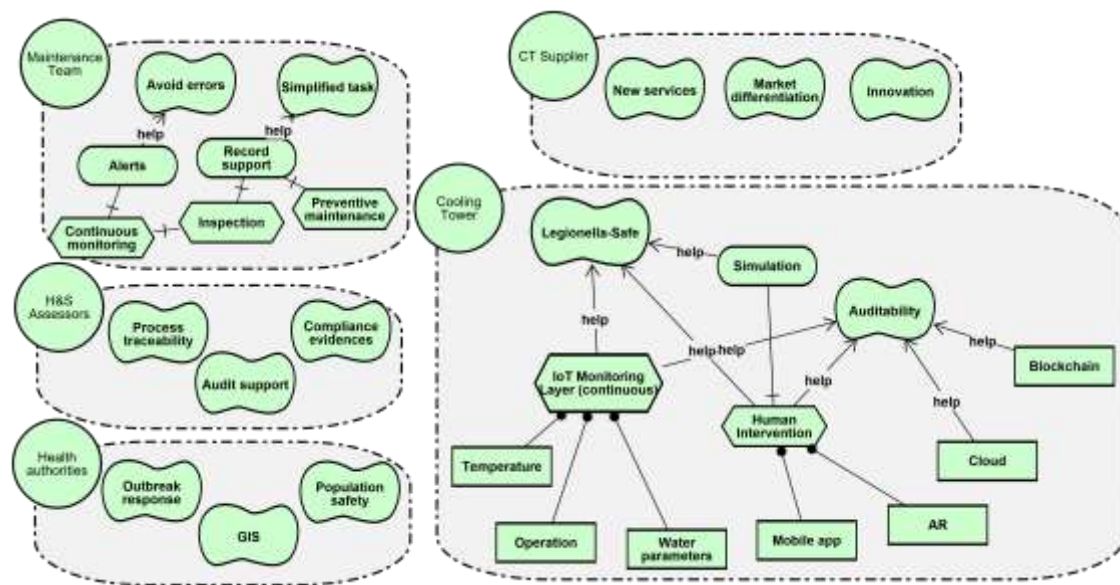 Maintenance
Team
Avoid errors
Simplified task
help
help
Alerts
Record
support
Continuous
monitoring
Inspection
Preventive
maintenance
H&S
Assessors
Process
traceability
Compliance
evidences
Audit support
Health
authorities
Outbreak
response
Population
safety
GIS
CT Supplier
New services
Market
differentiation
Innovation
Cooling
Tower
Legionella-Safe
help
Simulation
Auditability
help
help
help
help
help
help
IoT Monitoring
Layer (continuous)
Blockchain
Human
Intervention
Temperature
Cloud
Operation
Water
parameters
Mobile app
AR